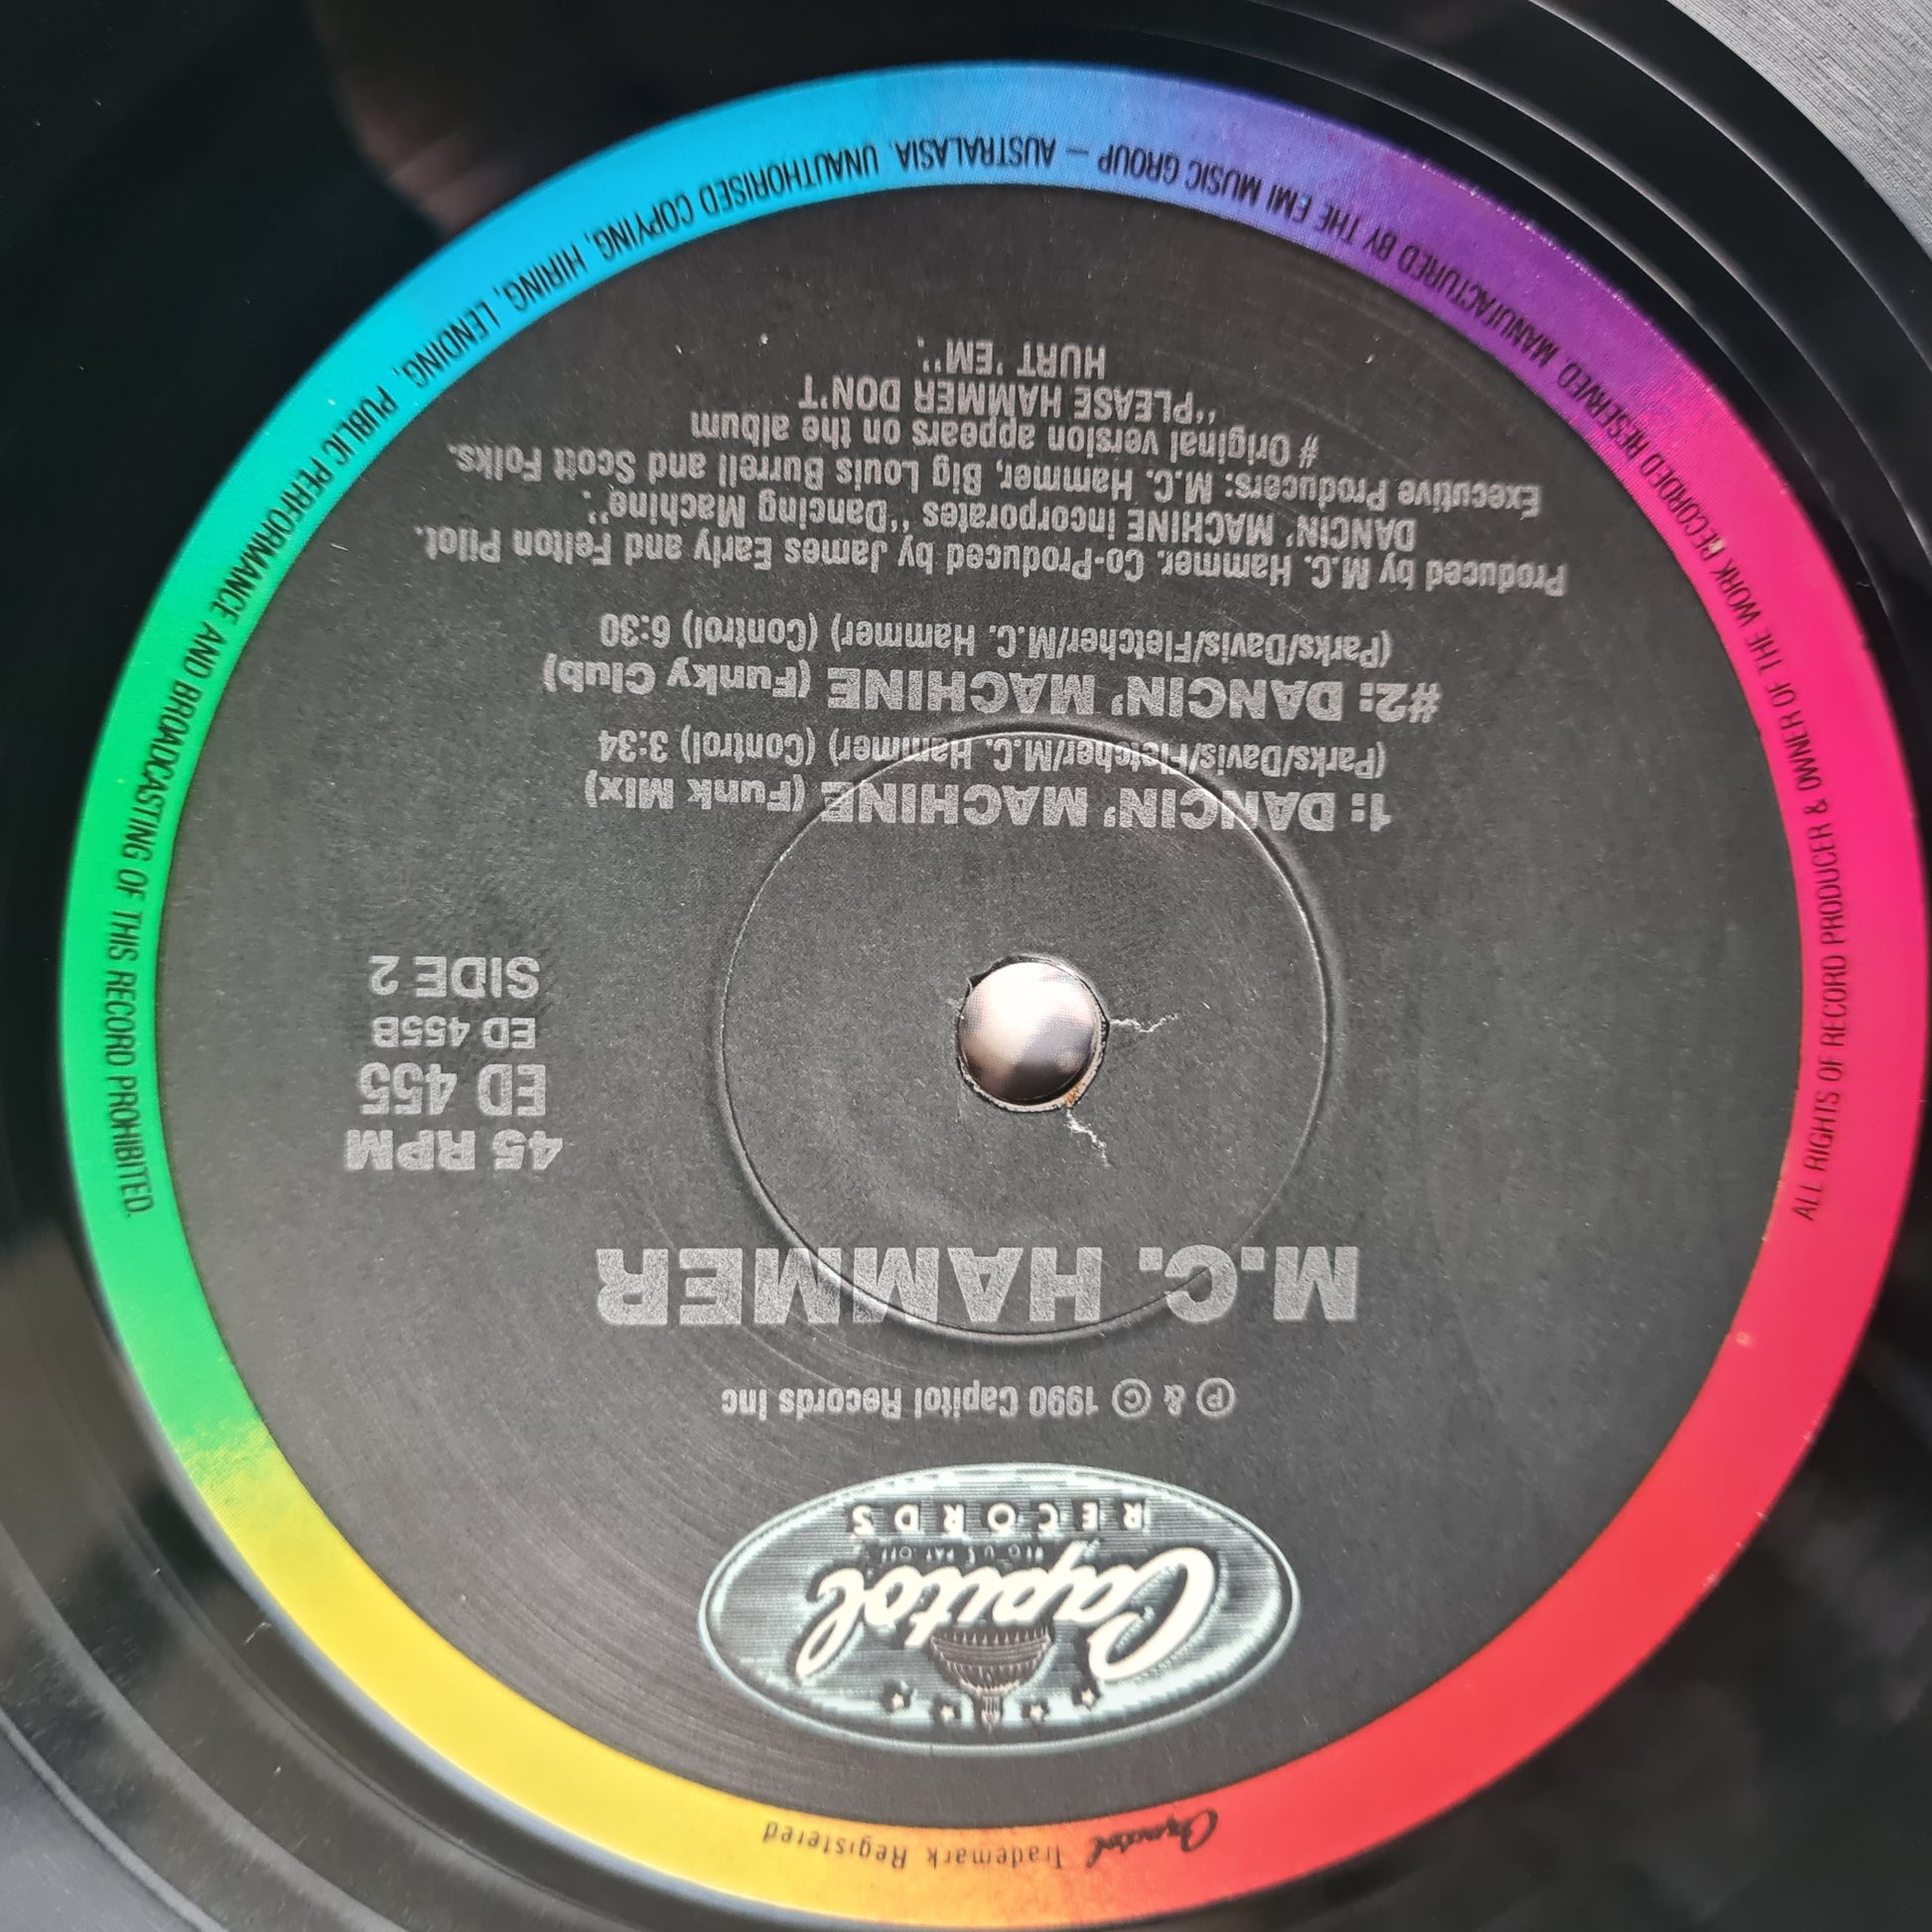 Capitol
REG. U.S. PAT. OFF.
RECORDS
℗ & © 1990 Capitol Records Inc
M.C. HAMMER
45 RPM
ED 455
ED 455B
SIDE 2
1: DANCIN' MACHINE (Funk Mix)
(Parks/Davis/Fletcher/M.C. Hammer) (Control) 3:34
#2: DANCIN' MACHINE (Funky Club)
(Parks/Davis/Fletcher/M.C. Hammer) (Control) 6:30
Produced by M.C. Hammer. Co-Produced by James Early and Felton Pilot.
DANCIN' MACHINE incorporates "Dancing Machine".
Executive Producers: M.C. Hammer, Big Louis Burrell and Scott Folks.
# Original version appears on the album
"PLEASE HAMMER DON'T
HURT 'EM".
Capitol Trademark Registered
ALL RIGHTS OF RECORD PRODUCER & OWNER OF THE WORK RECORDED RESERVED. MANUFACTURED BY THE EMI MUSIC GROUP – AUSTRALASIA. UNAUTHORISED COPYING, HIRING, LENDING, PUBLIC PERFORMANCE AND BROADCASTING OF THIS RECORD PROHIBITED.